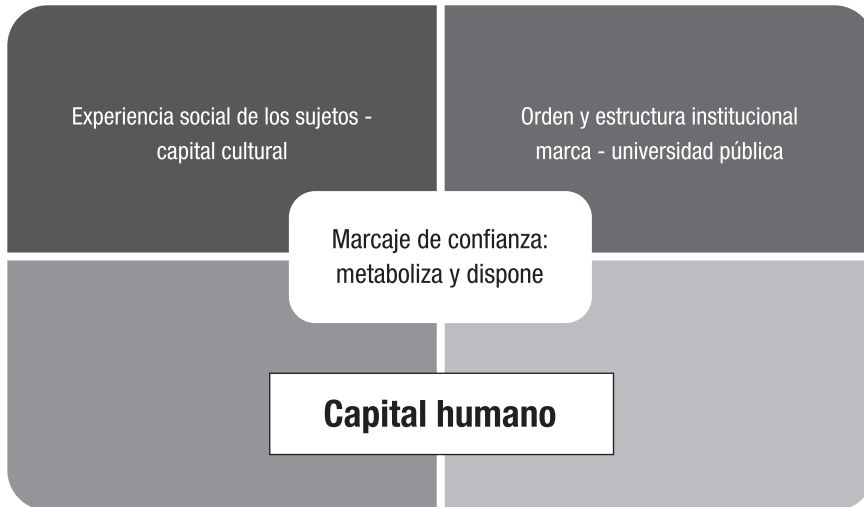 Experiencia social de los sujetos -
capital cultural
Orden y estructura institucional
marca - universidad pública
Marcaje de confianza:
metaboliza y dispone
Capital humano